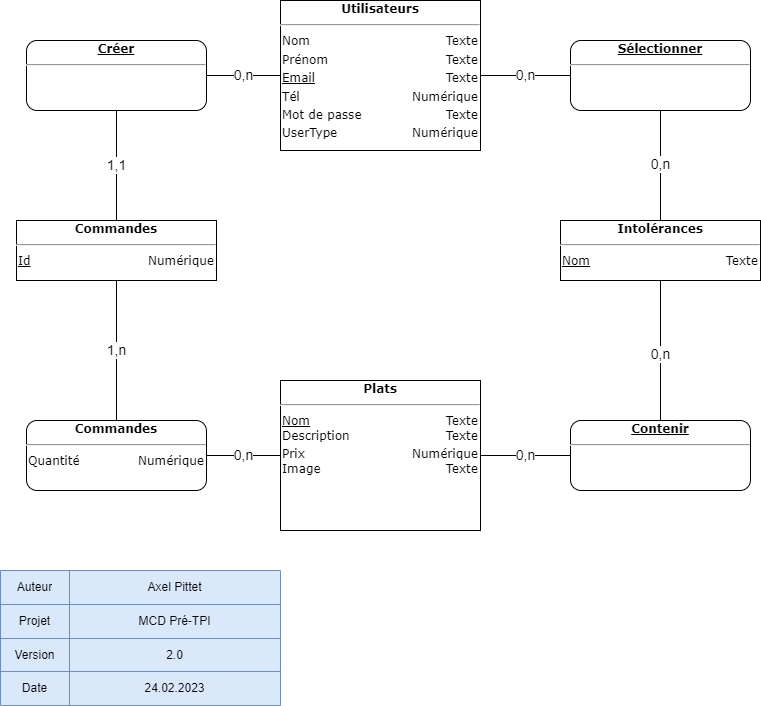 Utilisateurs
Nom Texte
Prénom Texte
Email Texte
Tél Numérique
Mot de passe Texte
UserType Numérique
Créer
Sélectionner
0,n
0,n
1,1
0,n
Commandes
Id Numérique
Intolérances
Nom Texte
1,n
0,n
Commandes
Quantité Numérique
Plats
Nom Texte
Description Texte
Prix Numérique
Image Texte
Contenir
0,n
0,n
Auteur Axel Pittet
Projet MCD Pré-TPI
Version 2.0
Date 24.02.2023